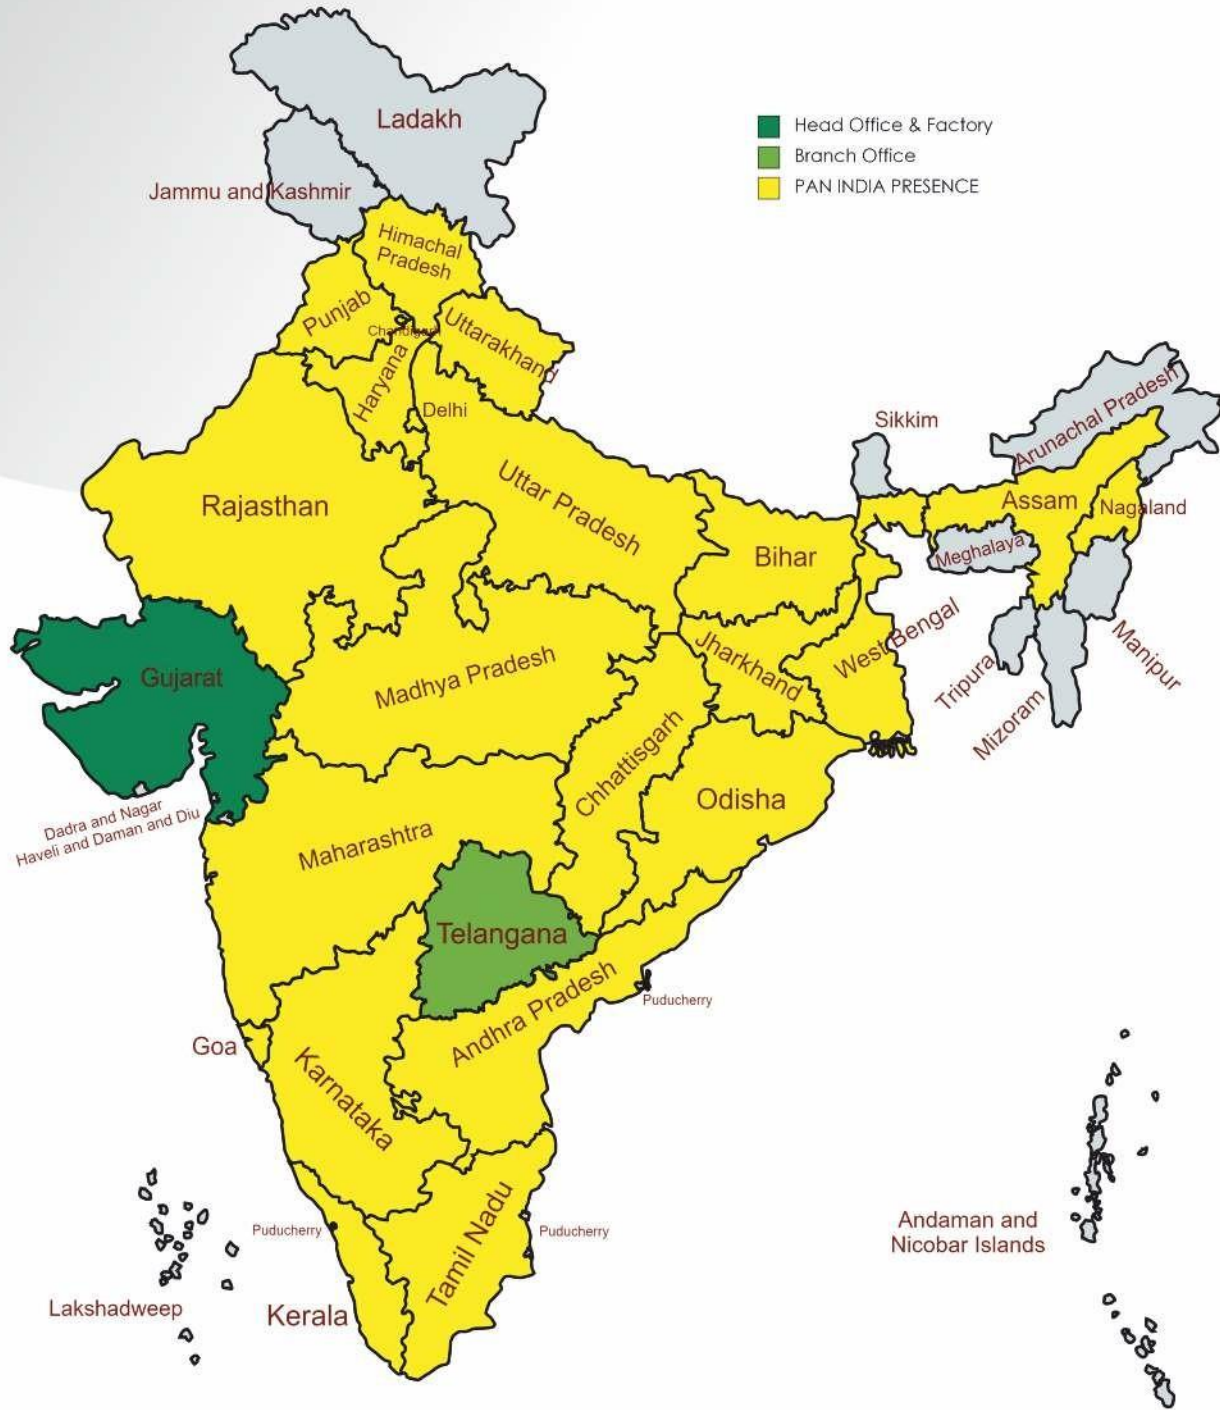 Ladakh
Head Office & Factory
Branch Office
PAN INDIA PRESENCE
Jammu and Kashmir
Himachal
Pradesh
Punjab
Chandigarh
Uttarakhand
Haryana
Delhi
Sikkim
Arunachal Pradesh
Rajasthan
Uttar Pradesh
Assam
Nagaland
Bihar
Meghalaya
Gujarat
Madhya Pradesh
Jharkhand
West Bengal
Tripura
Manipur
Mizoram
Chhattisgarh
Odisha
Dadra and Nagar
Haveli and Daman and Diu
Maharashtra
Telangana
Andhra Pradesh
Puducherry
Goa
Karnataka
Puducherry
Tamil Nadu
Puducherry
Andaman and
Nicobar Islands
Lakshadweep
Kerala